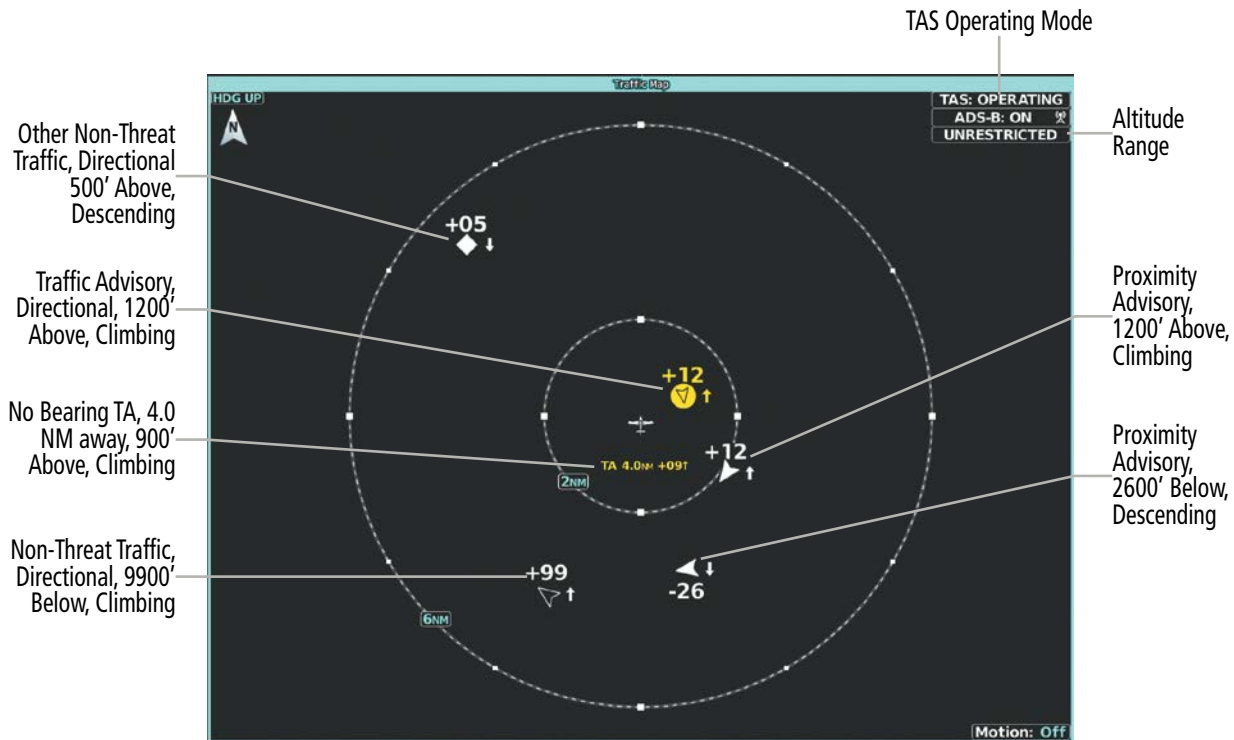 TAS Operating Mode
Traffic Map
HDG UP
N
TAS: OPERATING
ADS-B: ON
UNRESTRICTED
Altitude
Range
Other Non-Threat
Traffic, Directional
500’ Above,
Descending
+05
Traffic Advisory,
Directional, 1200’
Above, Climbing
+12
Proximity
Advisory,
1200’ Above,
Climbing
No Bearing TA, 4.0
NM away, 900’
Above, Climbing
TA 4.0NM +09↑
+12
2NM
Proximity
Advisory,
2600’ Below,
Descending
Non-Threat Traffic,
Directional, 9900’
Below, Climbing
+99
-26
6NM
Motion: Off